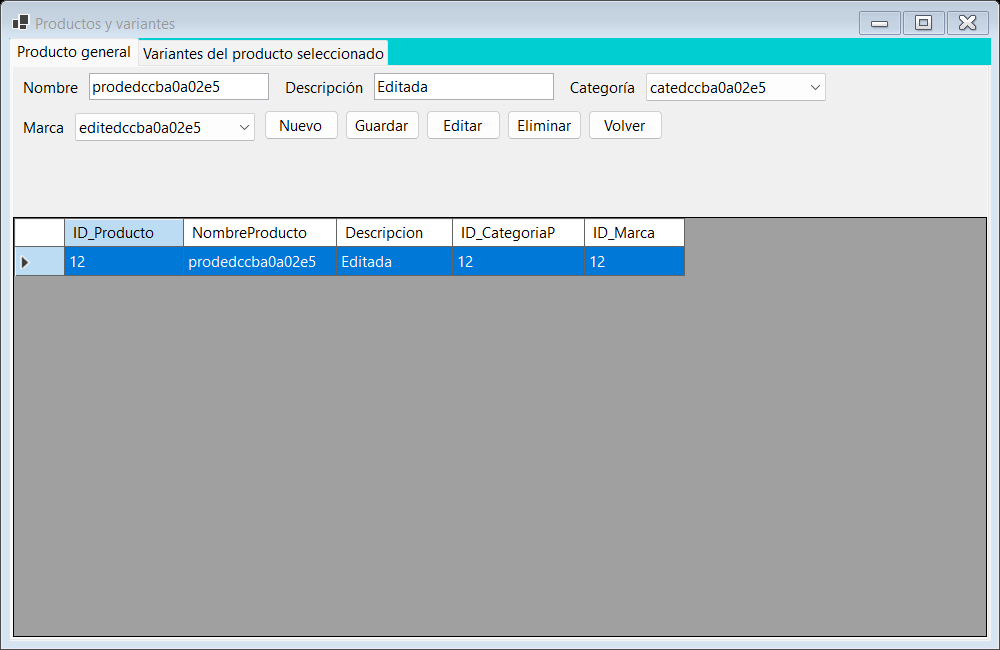 Productos y variantes
Producto general Variantes del producto seleccionado
Nombre prodedccba0a02e5 Descripción Editada Categoría catedccba0a02e5
Marca editedccba0a02e5 Nuevo Guardar Editar Eliminar Volver
ID_Producto NombreProducto Descripcion ID_CategoriaP ID_Marca
12 prodedccba0a02e5 Editada 12 12